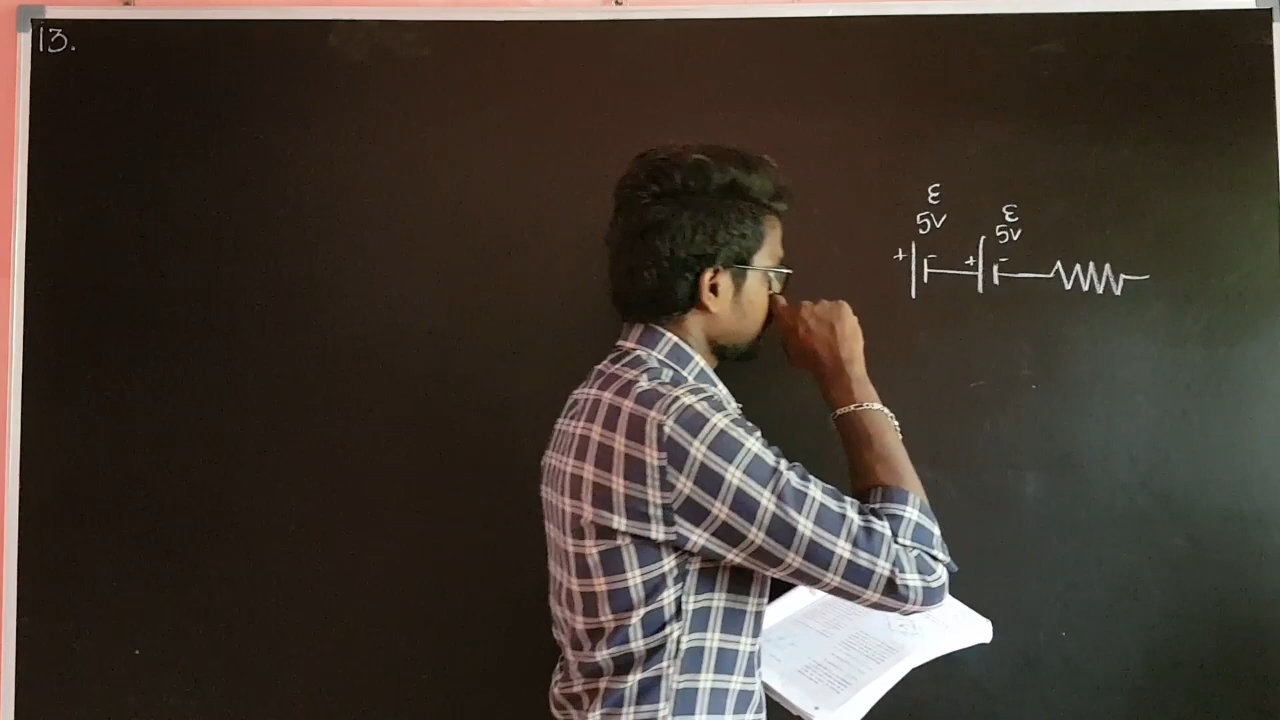 13.
ε
5v
ε
5v
+ - + -